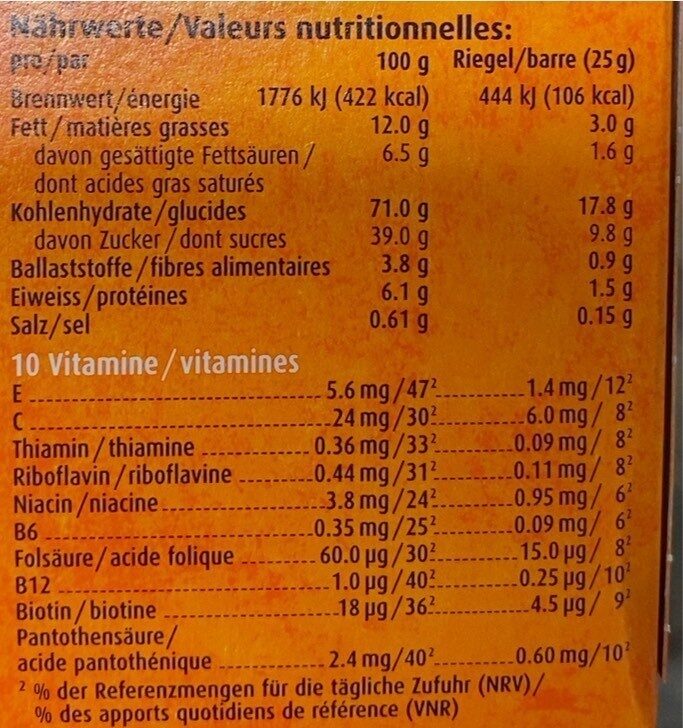 Nährwerte/Valeurs nutritionnelles:
pro/par 100 g Riegel/barre (25 g)
Brennwert/énergie 1776 kJ (422 kcal) 444 kJ (106 kcal)
Fett/matières grasses 12.0 g 3.0 g
davon gesättigte Fettsäuren/ 6.5 g 1.6 g
dont acides gras saturés
Kohlenhydrate/glucides 71.0 g 17.8 g
davon Zucker/dont sucres 39.0 g 9.8 g
Ballaststoffe/fibres alimentaires 3.8 g 0.9 g
Eiweiss/protéines 6.1 g 1.5 g
Salz/sel 0.61 g 0.15 g
10 Vitamine/vitamines
E 5.6 mg/47² 1.4 mg/12²
C 24 mg/30² 6.0 mg/ 8²
Thiamin/thiamine 0.36 mg/33² 0.09 mg/ 8²
Riboflavin/riboflavine 0.44 mg/31² 0.11 mg/ 8²
Niacin/niacine 3.8 mg/24² 0.95 mg/ 6²
B6 0.35 mg/25² 0.09 mg/ 6²
Folsäure/acide folique 60.0 µg/30² 15.0 µg/ 8²
B12 1.0 µg/40² 0.25 µg/10²
Biotin/biotine 18 µg/36² 4.5 µg/ 9²
Pantothensäure/
acide pantothénique 2.4 mg/40² 0.60 mg/10²
² % der Referenzmengen für die tägliche Zufuhr (NRV)/
% des apports quotidiens de référence (VNR)